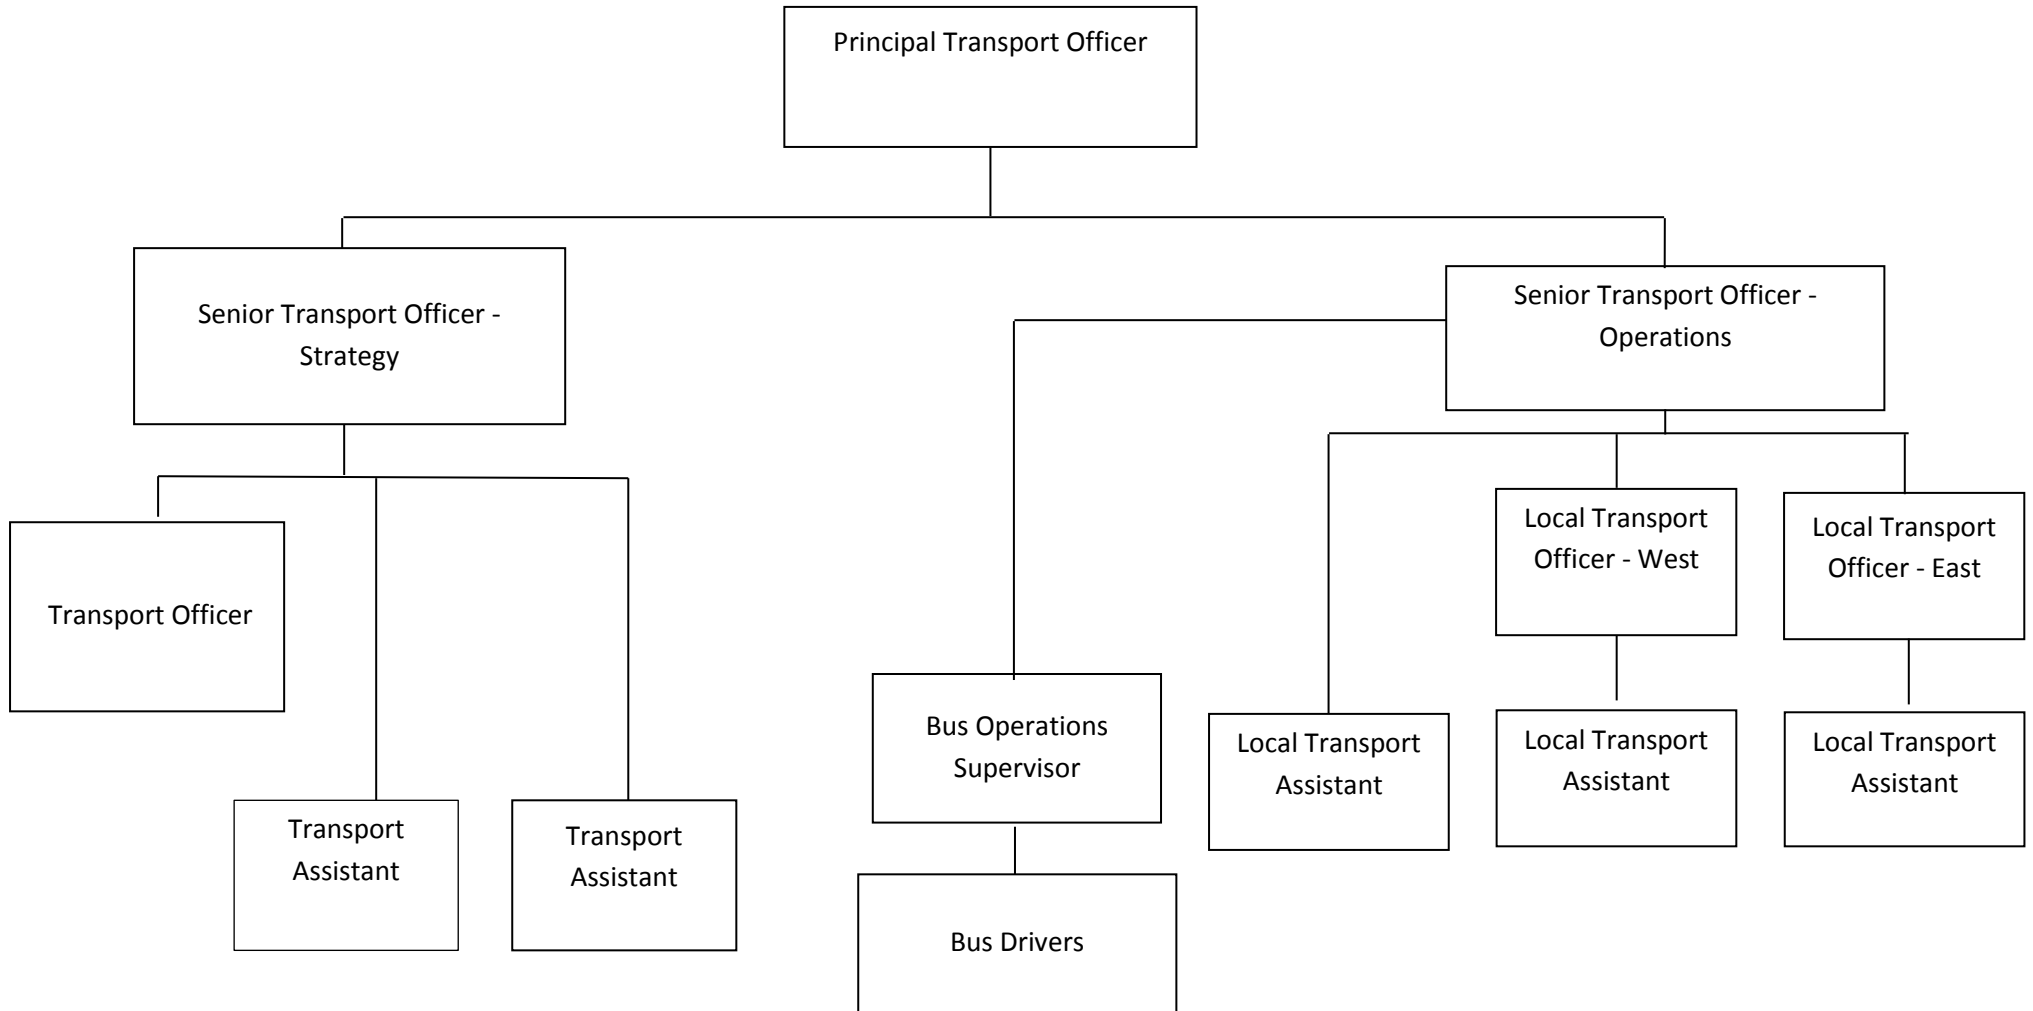 Principal Transport Officer
Senior Transport Officer -
Strategy
Senior Transport Officer -
Operations
Transport Officer
Transport
Assistant
Transport
Assistant
Bus Operations
Supervisor
Bus Drivers
Local Transport
Assistant
Local Transport
Officer - West
Local Transport
Assistant
Local Transport
Officer - East
Local Transport
Assistant